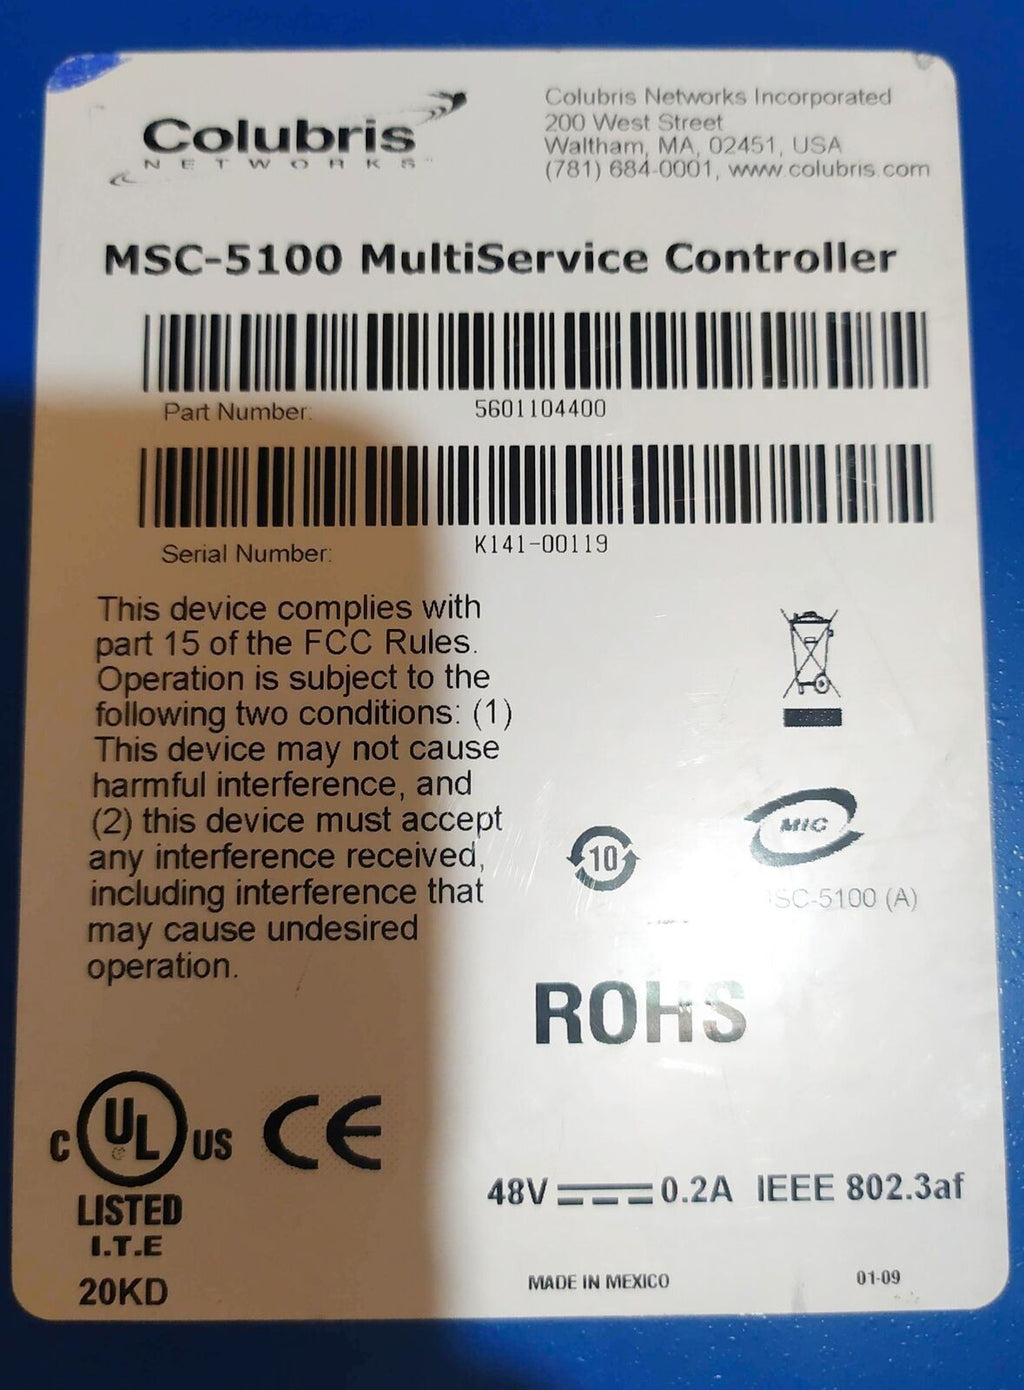 Colubris
NETWORKS
Colubris Networks Incorporated
200 West Street
Waltham, MA, 02451, USA
(781) 684-0001, www.colubris.com
MSC-5100 MultiService Controller
Part Number: 5601104400
Serial Number: K141-00119
This device complies with
part 15 of the FCC Rules.
Operation is subject to the
following two conditions: (1)
This device may not cause
harmful interference, and
(2) this device must accept
any interference received,
including interference that
may cause undesired
operation.
10
MIC
SC-5100 (A)
ROHS
C UL US
LISTED
I.T.E
20KD
CE
48V 0.2A IEEE 802.3af
MADE IN MEXICO
01-09